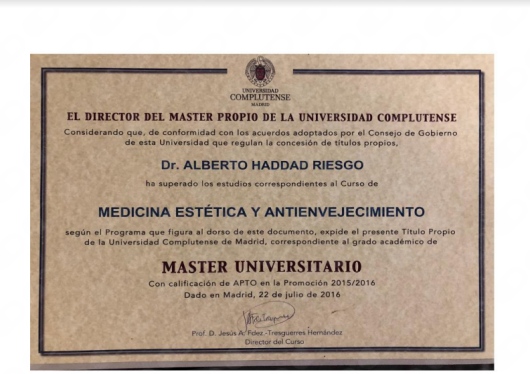 UNIVERSIDAD
COMPLUTENSE
MADRID
EL DIRECTOR DEL MASTER PROPIO DE LA UNIVERSIDAD COMPLUTENSE
Considerando que, de conformidad con los acuerdos adoptados por el Consejo de Gobierno
de esta Universidad que regulan la concesión de títulos propios,
Dr. ALBERTO HADDAD RIESGO
ha superado los estudios correspondientes al Curso de
MEDICINA ESTÉTICA Y ANTIENVEJECIMIENTO
según el Programa que figura al dorso de este documento, expide el presente Título Propio
de la Universidad Complutense de Madrid, correspondiente al grado académico de
MASTER UNIVERSITARIO
Con calificación de APTO en la Promoción 2015/2016
Dado en Madrid, 22 de julio de 2016
Prof. D. Jesús A. Fdez.-Tresguerres Hernández
Director del Curso